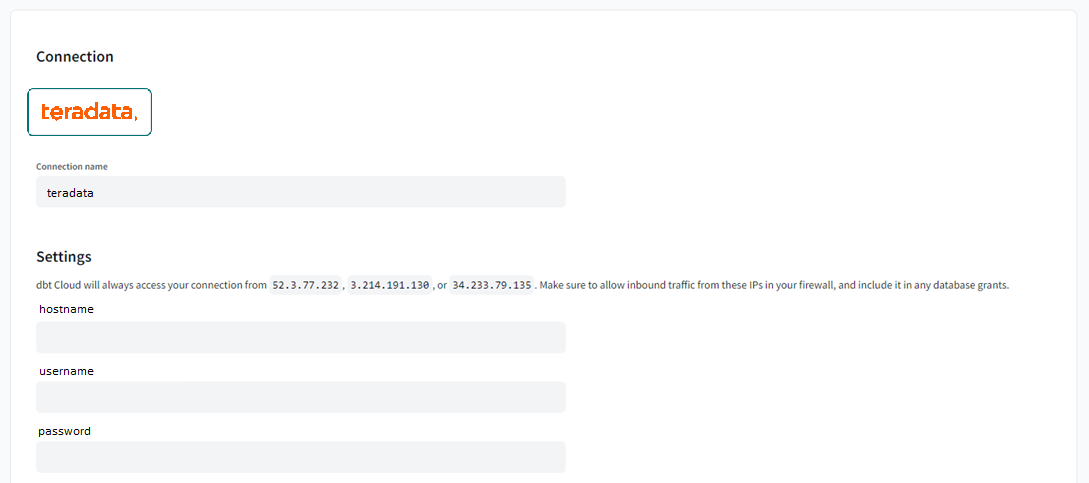 Connection
teradata.
Connection name
teradata
Settings
dbt Cloud will always access your connection from 52.3.77.232, 3.214.191.130, or 34.233.79.135. Make sure to allow inbound traffic from these IPs in your firewall, and include it in any database grants.
hostname
username
password